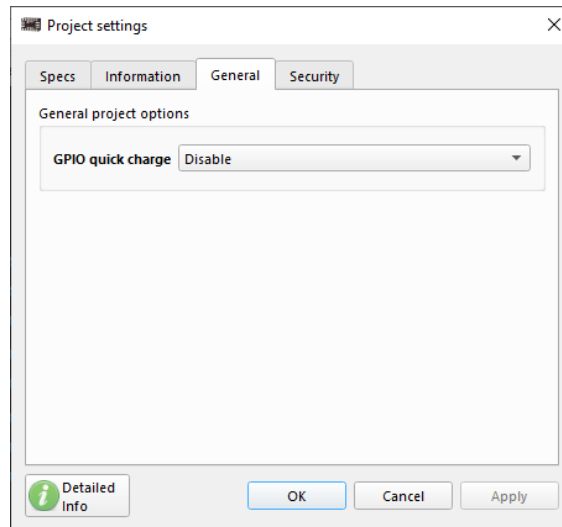 Project settings
Specs Information General Security
General project options
GPIO quick charge Disable
Detailed
Info
OK Cancel Apply